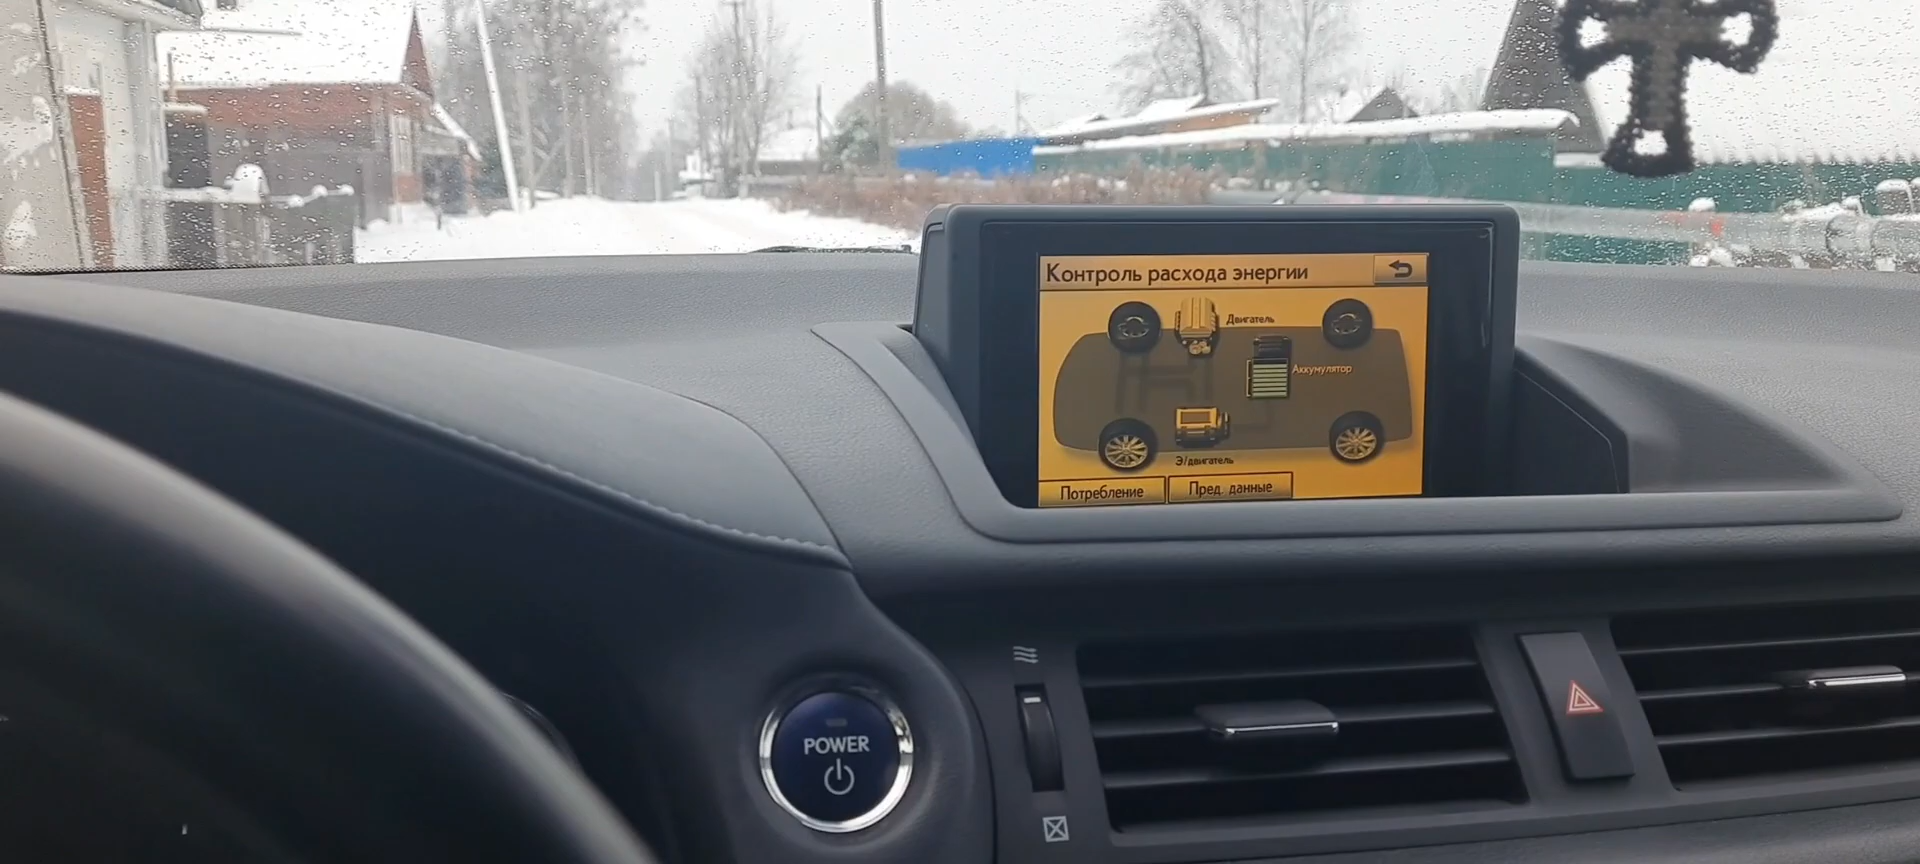 Контроль расхода энергии
Двигатель
Аккумулятор
Э/двигатель
Потребление
Пред. данные
POWER